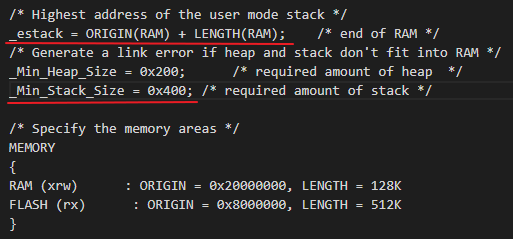 /* Highest address of the user mode stack */
_estack = ORIGIN(RAM) + LENGTH(RAM);    /* end of RAM */
/* Generate a link error if heap and stack don't fit into RAM */
_Min_Heap_Size = 0x200;      /* required amount of heap  */
_Min_Stack_Size = 0x400; /* required amount of stack */

/* Specify the memory areas */
MEMORY
{
RAM (xrw)      : ORIGIN = 0x20000000, LENGTH = 128K
FLASH (rx)      : ORIGIN = 0x8000000, LENGTH = 512K
}